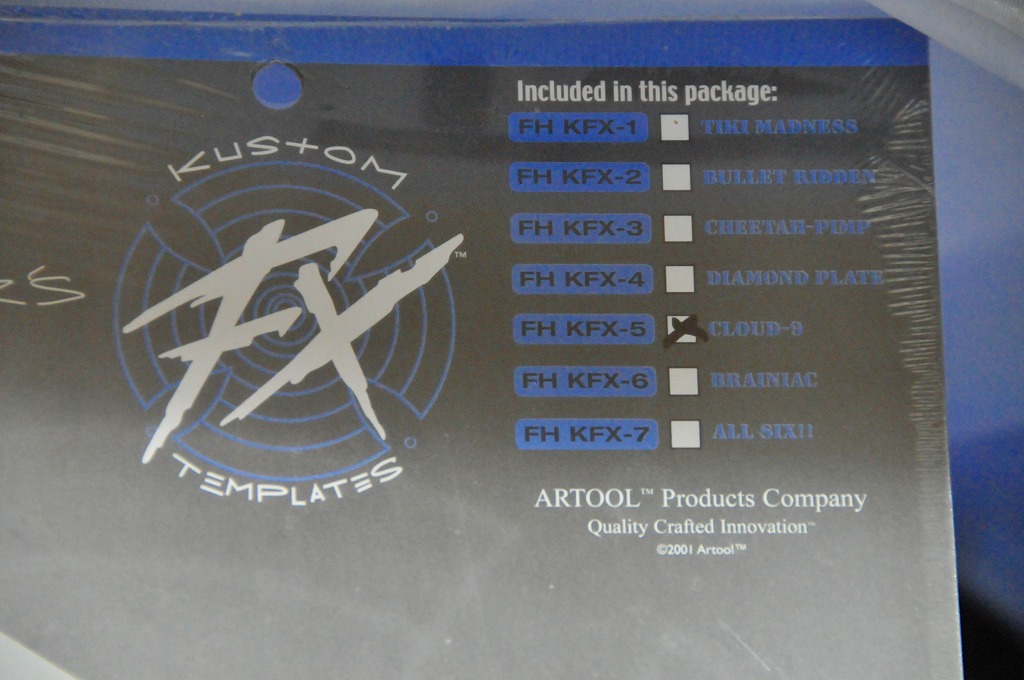 KUSTOM
FX™
TEMPLATES
Included in this package:
FH KFX-1 TIKI MADNESS
FH KFX-2 BULLET RIDDEN
FH KFX-3 CHEETAH-PIMP
FH KFX-4 DIAMOND PLATE
FH KFX-5 CLOUD-9
FH KFX-6 BRAINIAC
FH KFX-7 ALL SIX!!
ARTOOL™ Products Company
Quality Crafted Innovation™
©2001 Artool™